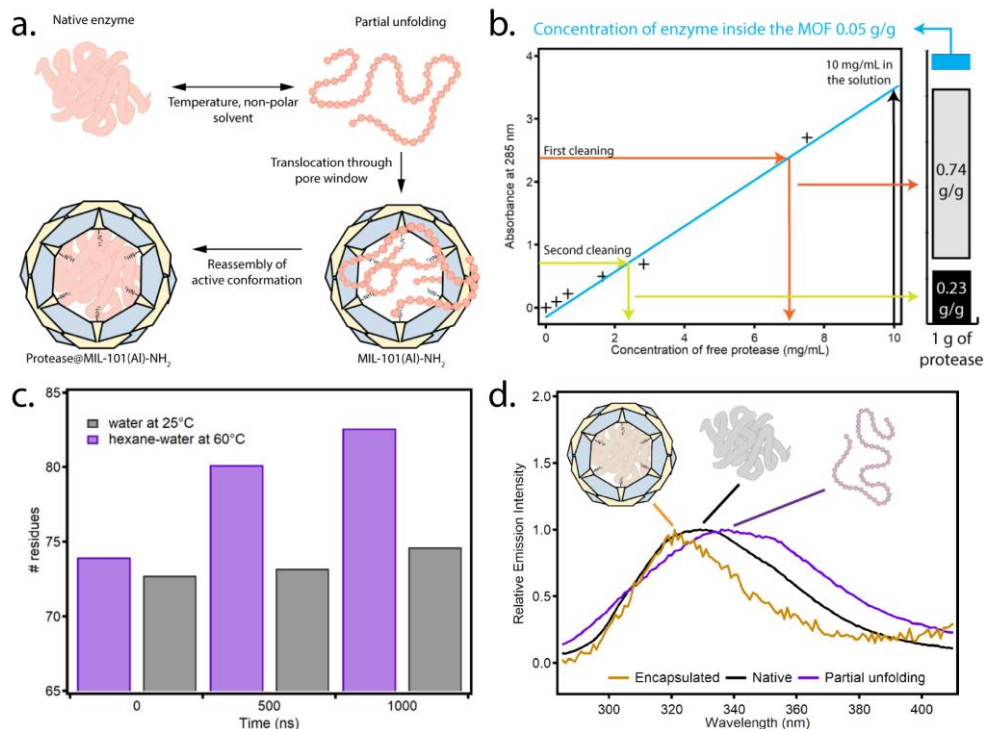 a.
Native enzyme
Partial unfolding
Temperature, non-polar
solvent
Translocation through
pore window
Reassembly of
active conformation
Protease@MIL-101(Al)-NH₂
MIL-101(Al)-NH₂
b.
Concentration of enzyme inside the MOF 0.05 g/g
Absorbance at 285 nm
4
3
2
1
0
10 mg/mL in
the solution
First cleaning
Second cleaning
0 2 4 6 8 10
Concentration of free protease (mg/mL)
0.74
g/g
0.23
g/g
1 g of
protease
c.
# residues
85
80
75
70
65
water at 25°C
hexane-water at 60°C
0 500 1000
Time (ns)
d.
Relative Emission Intensity
2.0
1.5
1.0
0.5
0.0
Encapsulated Native Partial unfolding
300 320 340 360 380 400
Wavelength (nm)